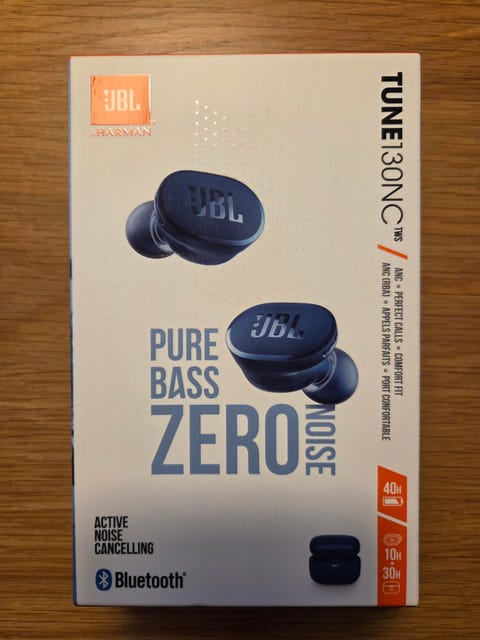 JBL
by HARMAN
TUNE130NC TWS
ANC × PERFECT CALLS × COMFORT FIT
ANC (RBA) × APPELS PARFAITS × PORT CONFORTABLE
JBL
JBL
PURE
BASS
ZERO
NOISE
40H
10H
+
30H
ACTIVE
NOISE
CANCELLING
Bluetooth®